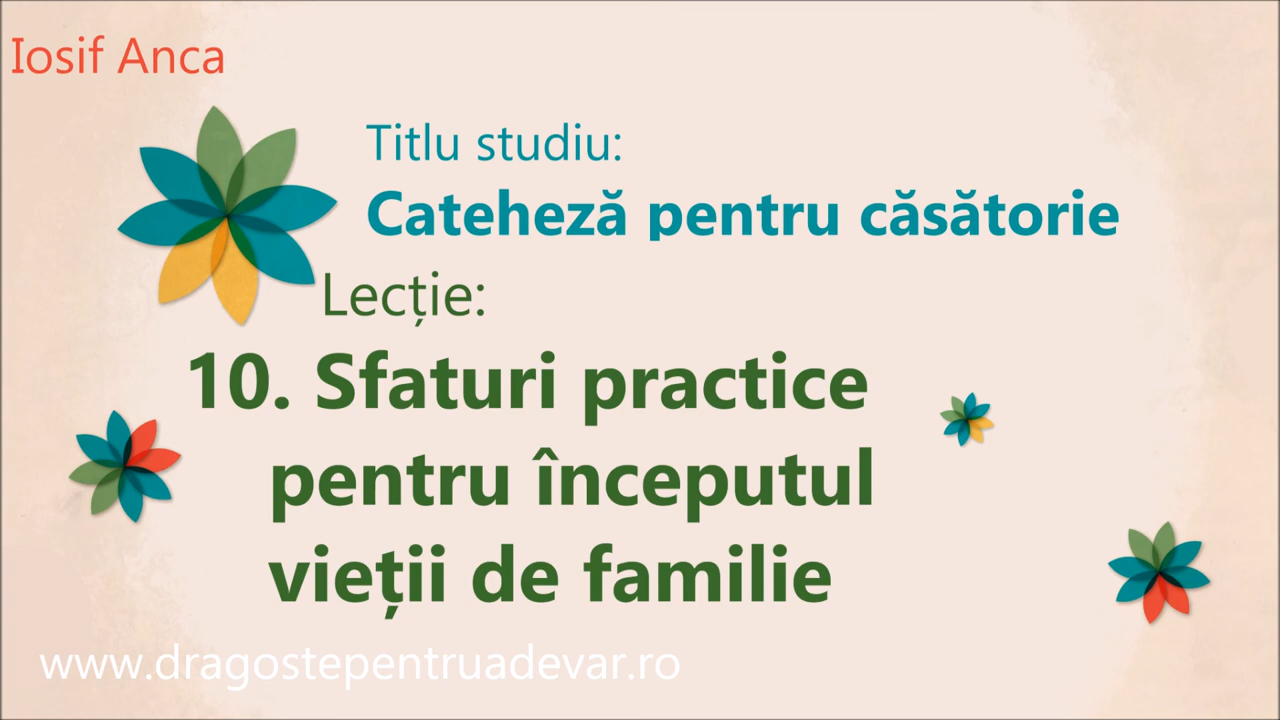 Iosif Anca
Titlu studiu:
Cateheză pentru căsătorie
Lecție:
10. Sfaturi practice
pentru începutul
vieții de familie
www.dragostepentruadevar.ro